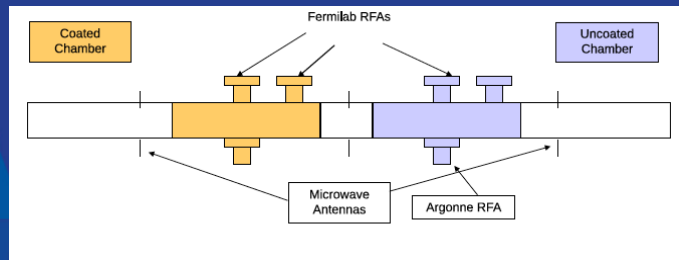 Fermilab RFAs
Coated
Chamber
Uncoated
Chamber
Microwave
Antennas
Argonne RFA